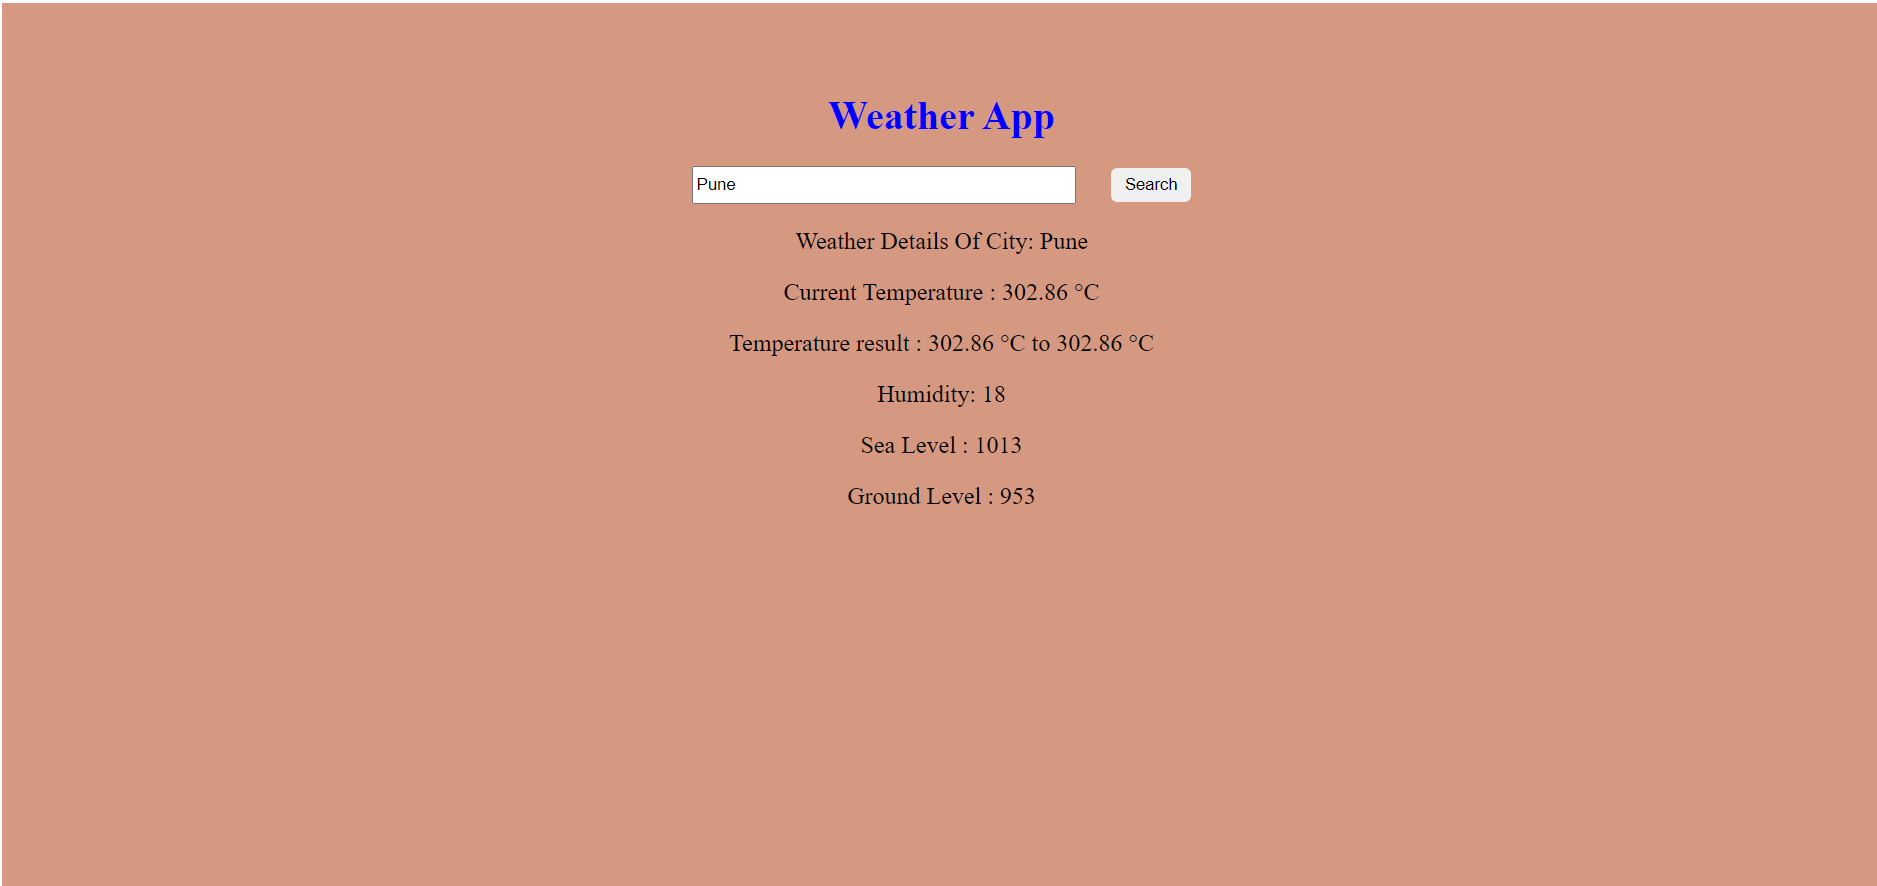 Weather App
Pune Search
Weather Details Of City: Pune
Current Temperature : 302.86 °C
Temperature result : 302.86 °C to 302.86 °C
Humidity: 18
Sea Level : 1013
Ground Level : 953